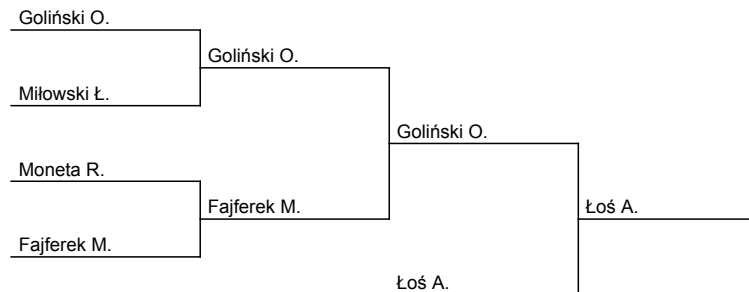 Goliński O.
Goliński O.
Miłowski Ł.
Goliński O.
Moneta R.
Fajferek M.
Łoś A.
Fajferek M.
Łoś A.